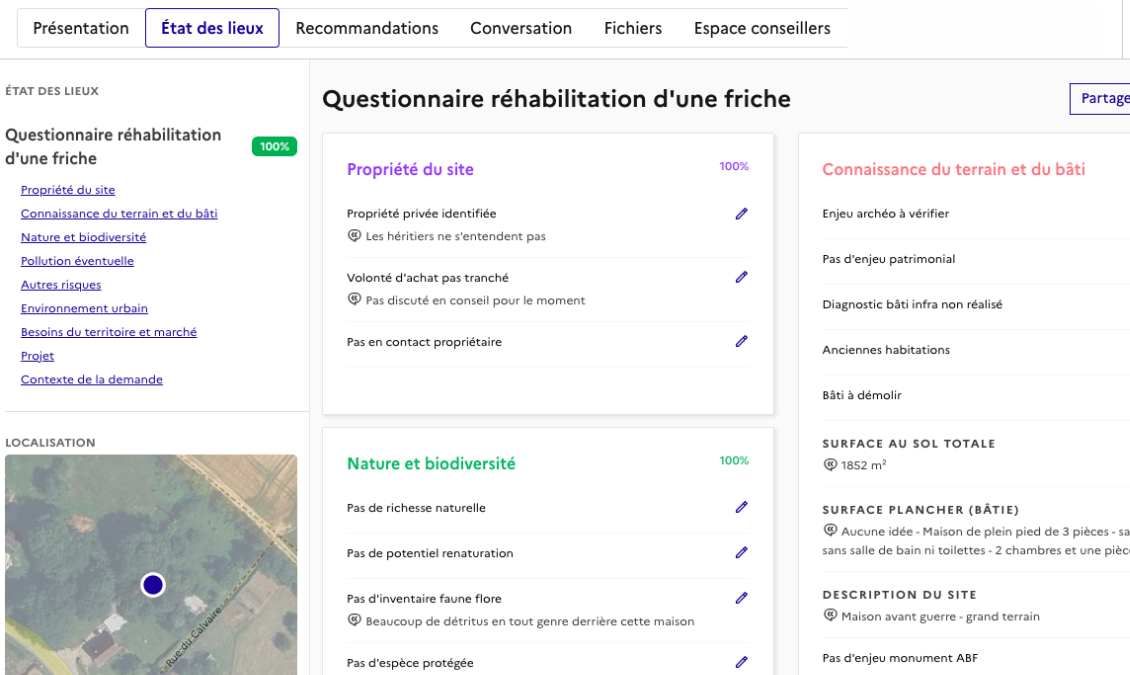 Présentation
État des lieux
Recommandations
Conversation
Fichiers
Espace conseillers
ÉTAT DES LIEUX
Questionnaire réhabilitation
d'une friche
100%
Propriété du site
Connaissance du terrain et du bâti
Nature et biodiversité
Pollution éventuelle
Autres risques
Environnement urbain
Besoins du territoire et marché
Projet
Contexte de la demande
LOCALISATION
Rue du Calvaire
Questionnaire réhabilitation d'une friche
Partage
Propriété du site
100%
Propriété privée identifiée
Les héritiers ne s'entendent pas
Volonté d'achat pas tranché
Pas discuté en conseil pour le moment
Pas en contact propriétaire
Nature et biodiversité
100%
Pas de richesse naturelle
Pas de potentiel renaturation
Pas d'inventaire faune flore
Beaucoup de détritus en tout genre derrière cette maison
Pas d'espèce protégée
Connaissance du terrain et du bâti
Enjeu archéo à vérifier
Pas d'enjeu patrimonial
Diagnostic bâti infra non réalisé
Anciennes habitations
Bâti à démolir
SURFACE AU SOL TOTALE
1852 m²
SURFACE PLANCHER (BÂTIE)
Aucune idée - Maison de plein pied de 3 pièces - sa
sans salle de bain ni toilettes - 2 chambres et une pièc
DESCRIPTION DU SITE
Maison avant guerre - grand terrain
Pas d'enjeu monument ABF